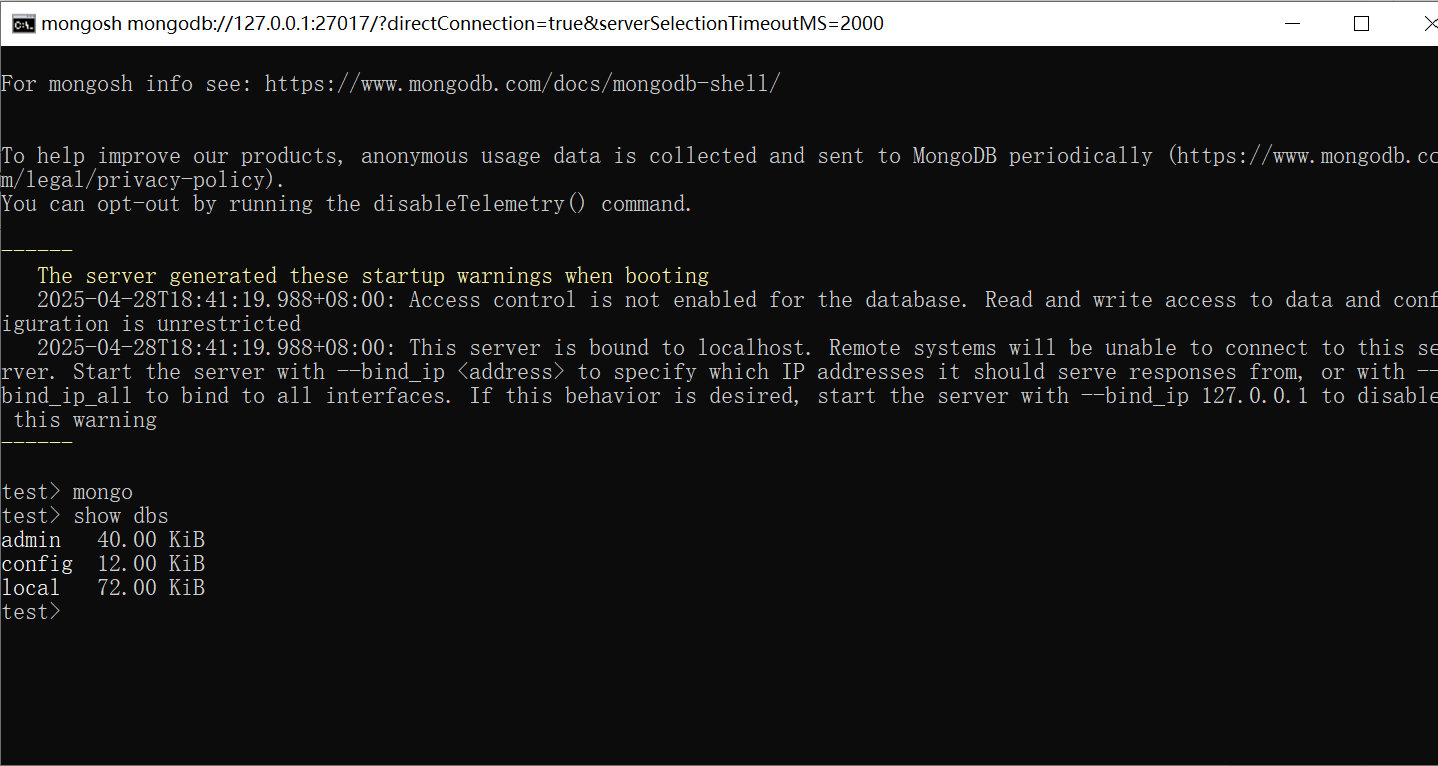 mongosh mongodb://127.0.0.1:27017/?directConnection=true&serverSelectionTimeoutMS=2000
For mongosh info see: https://www.mongodb.com/docs/mongodb-shell/
To help improve our products, anonymous usage data is collected and sent to MongoDB periodically (https://www.mongodb.co
m/legal/privacy-policy).
You can opt-out by running the disableTelemetry() command.
------
The server generated these startup warnings when booting
2025-04-28T18:41:19.988+08:00: Access control is not enabled for the database. Read and write access to data and conf
iguration is unrestricted
2025-04-28T18:41:19.988+08:00: This server is bound to localhost. Remote systems will be unable to connect to this se
rver. Start the server with --bind_ip <address> to specify which IP addresses it should serve responses from, or with --
bind_ip_all to bind to all interfaces. If this behavior is desired, start the server with --bind_ip 127.0.0.1 to disable
this warning
------
test> mongo
test> show dbs
admin 40.00 KiB
config 12.00 KiB
local 72.00 KiB
test>